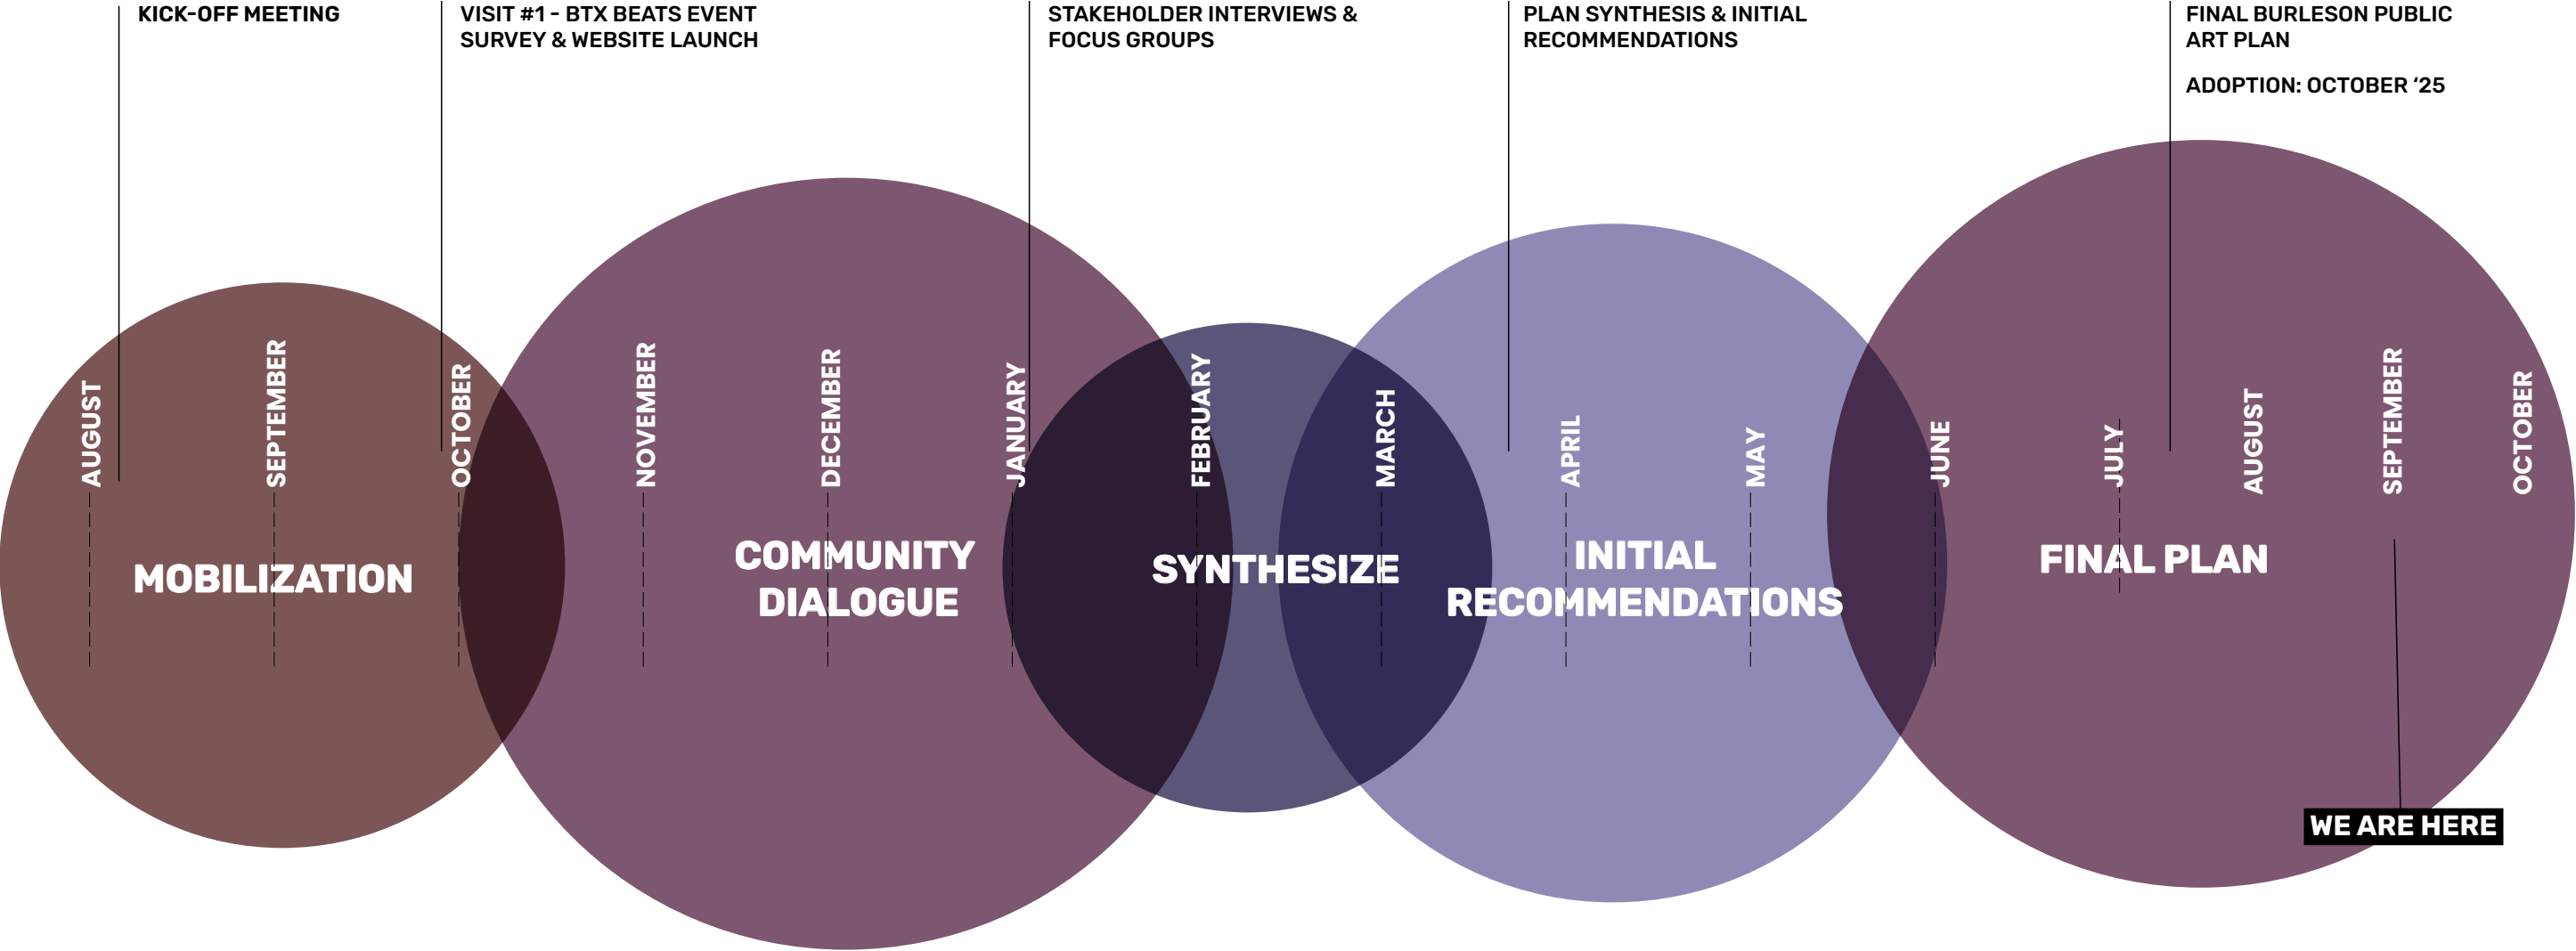 KICK-OFF MEETING
VISIT #1 - BTX BEATS EVENT
SURVEY & WEBSITE LAUNCH
STAKEHOLDER INTERVIEWS &
FOCUS GROUPS
PLAN SYNTHESIS & INITIAL
RECOMMENDATIONS
FINAL BURLESON PUBLIC
ART PLAN
ADOPTION: OCTOBER ‘25
AUGUST
SEPTEMBER
OCTOBER
NOVEMBER
DECEMBER
JANUARY
FEBRUARY
MARCH
APRIL
MAY
JUNE
JULY
AUGUST
SEPTEMBER
OCTOBER
MOBILIZATION
COMMUNITY
DIALOGUE
SYNTHESIZE
INITIAL
RECOMMENDATIONS
FINAL PLAN
WE ARE HERE